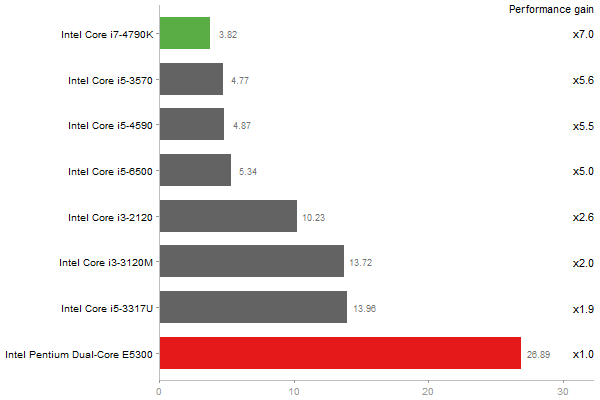 Performance gain
Intel Core i7-4790K 3.82 x7.0
Intel Core i5-3570 4.77 x5.6
Intel Core i5-4590 4.87 x5.5
Intel Core i5-6500 5.34 x5.0
Intel Core i3-2120 10.23 x2.6
Intel Core i3-3120M 13.72 x2.0
Intel Core i5-3317U 13.96 x1.9
Intel Pentium Dual-Core E5300 26.89 x1.0
0 10 20 30